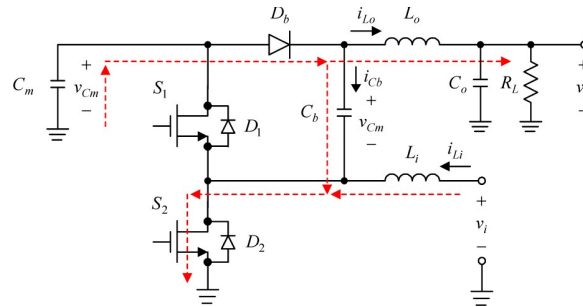 D_b
i_Lo
L_o
C_m
+
v_Cm
−
S_1
D_1
i_Cb
C_b
+
v_Cm
−
C_o
R_L
+
v
−
L_i
i_Li
S_2
D_2
+
v_i
−